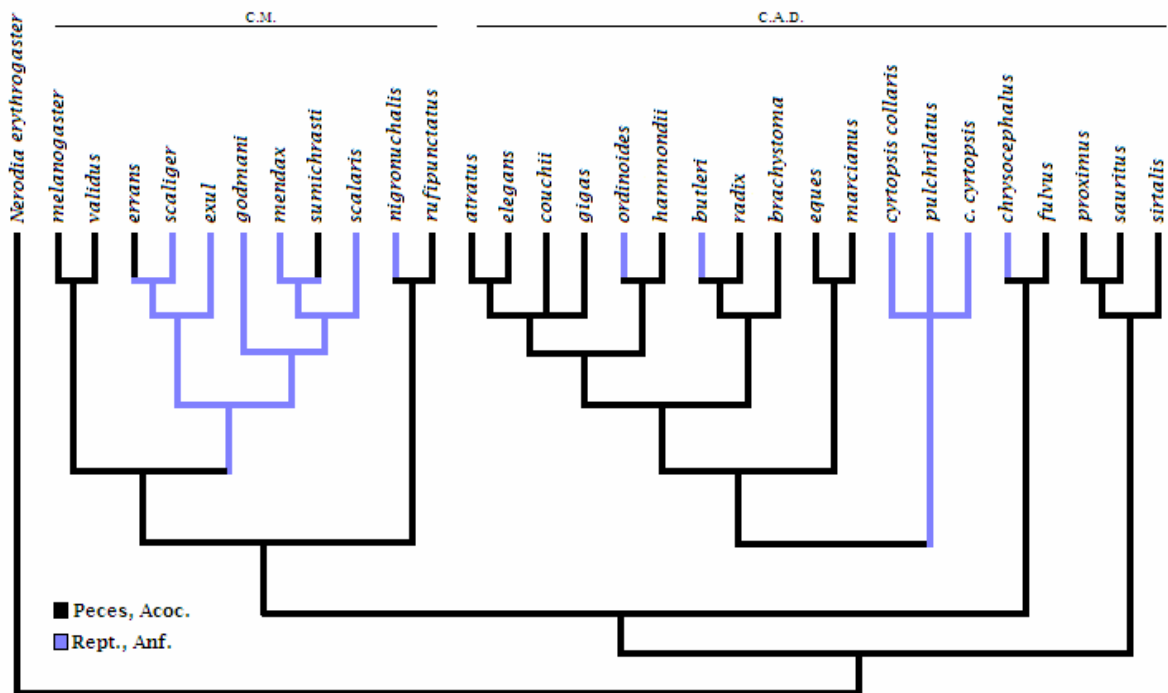 C.M.
C.A.D.
Nerodia erythrogaster
melanogaster
validus
errans
scaliger
exul
godmani
mendax
sumichrasti
scalaris
nigronuchalis
rufipunctatus
atratus
elegans
couchii
gigas
ordinoides
hammondii
butleri
radix
brachystoma
eques
marcianus
cyrtopsis collaris
pulchrilatus
c. cyrtopsis
chrysocephalus
fulvus
proximus
sauritus
sirtalis
Peces, Acoc.
Rept., Anf.